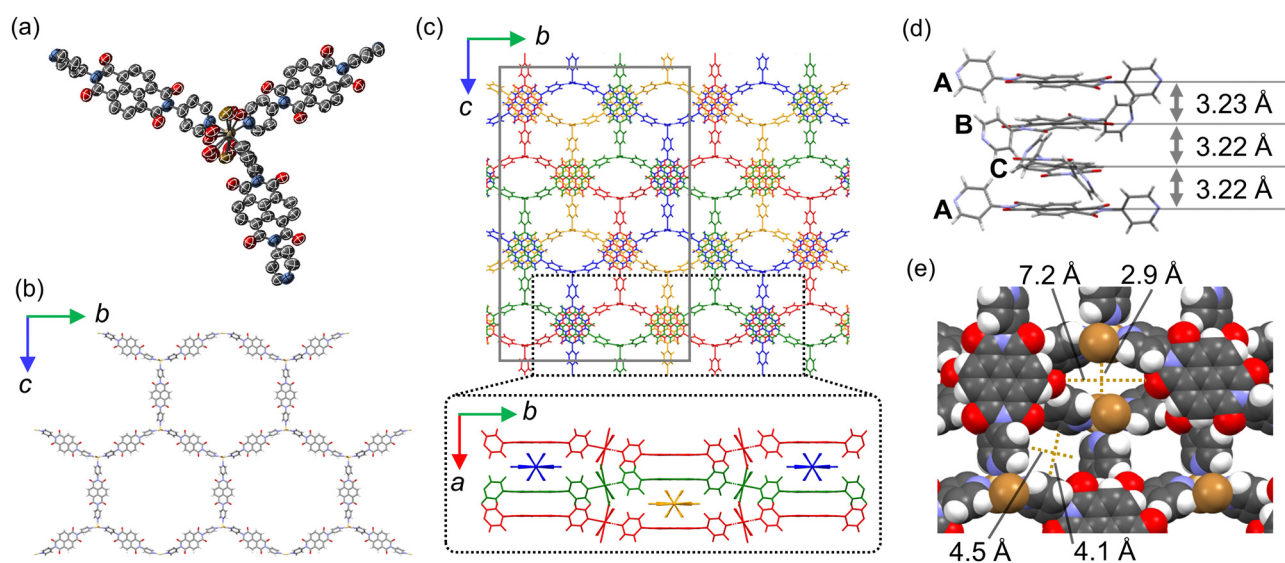 (a)
(b)
b
c
(c)
b
c
a
b
(d)
A
B
C
A
3.23 Å
3.22 Å
3.22 Å
(e)
7.2 Å
2.9 Å
4.5 Å
4.1 Å